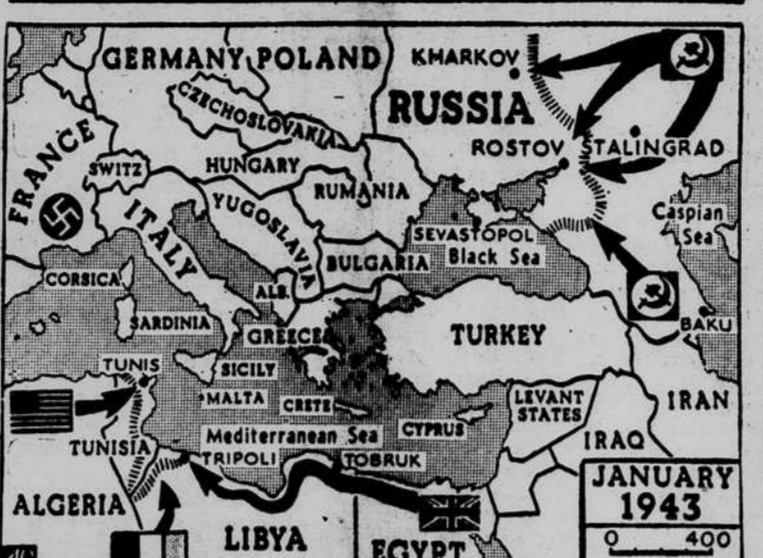 GERMANY POLAND
KHARKOV
CZECHOSLOVAKIA
RUSSIA
FRANCE
ROSTOV
STALINGRAD
SWITZ
HUNGARY
RUMANIA
ITALY
YUGOSLAVIA
Caspian
Sea
SEVASTOPOL
Black Sea
BULGARIA
CORSICA
ALB.
SARDINIA
GREECE
TURKEY
BAKU
TUNIS
SICILY
MALTA
CRETE
LEVANT
STATES
IRAN
CYPRUS
TUNISIA
Mediterranean Sea
IRAQ
TRIPOLI
TOBRUK
JANUARY
1943
ALGERIA
LIBYA
EGYPT
0 400